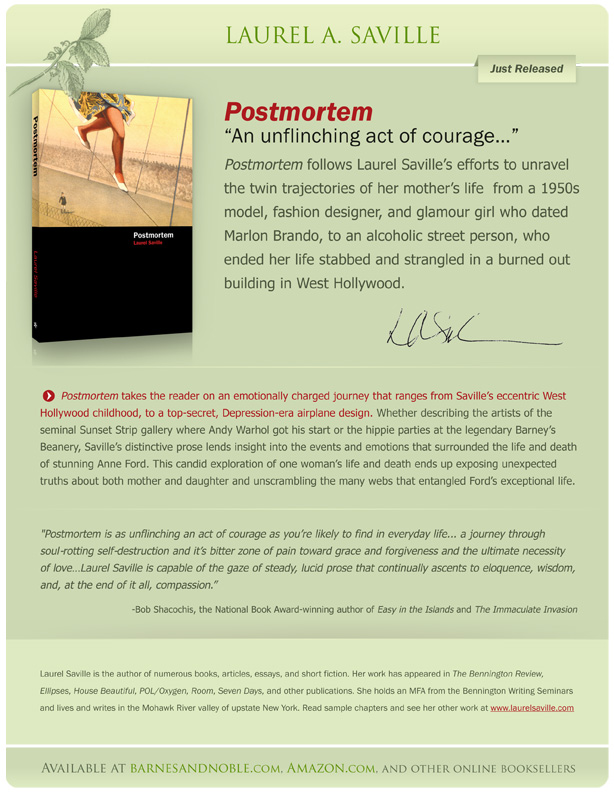 LAUREL A. SAVILLE
Just Released
Postmortem
Laurel Saville
Postmortem
Laurel Saville
Postmortem
“An unflinching act of courage...”
Postmortem follows Laurel Saville’s efforts to unravel
the twin trajectories of her mother’s life from a 1950s
model, fashion designer, and glamour girl who dated
Marlon Brando, to an alcoholic street person, who
ended her life stabbed and strangled in a burned out
building in West Hollywood.
Postmortem takes the reader on an emotionally charged journey that ranges from Saville’s eccentric West
Hollywood childhood, to a top-secret, Depression-era airplane design. Whether describing the artists of the
seminal Sunset Strip gallery where Andy Warhol got his start or the hippie parties at the legendary Barney’s
Beanery, Saville’s distinctive prose lends insight into the events and emotions that surrounded the life and death
of stunning Anne Ford. This candid exploration of one woman’s life and death ends up exposing unexpected
truths about both mother and daughter and unscrambling the many webs that entangled Ford’s exceptional life.
"Postmortem is as unflinching an act of courage as you’re likely to find in everyday life... a journey through
soul-rotting self-destruction and it’s bitter zone of pain toward grace and forgiveness and the ultimate necessity
of love…Laurel Saville is capable of the gaze of steady, lucid prose that continually ascents to eloquence, wisdom,
and, at the end of it all, compassion.”
-Bob Shacochis, the National Book Award-winning author of Easy in the Islands and The Immaculate Invasion
Laurel Saville is the author of numerous books, articles, essays, and short fiction. Her work has appeared in The Bennington Review,
Ellipses, House Beautiful, POL/Oxygen, Room, Seven Days, and other publications. She holds an MFA from the Bennington Writing Seminars
and lives and writes in the Mohawk River valley of upstate New York. Read sample chapters and see her other work at www.laurelsaville.com
AVAILABLE AT BARNESANDNOBLE.COM, AMAZON.COM, AND OTHER ONLINE BOOKSELLERS